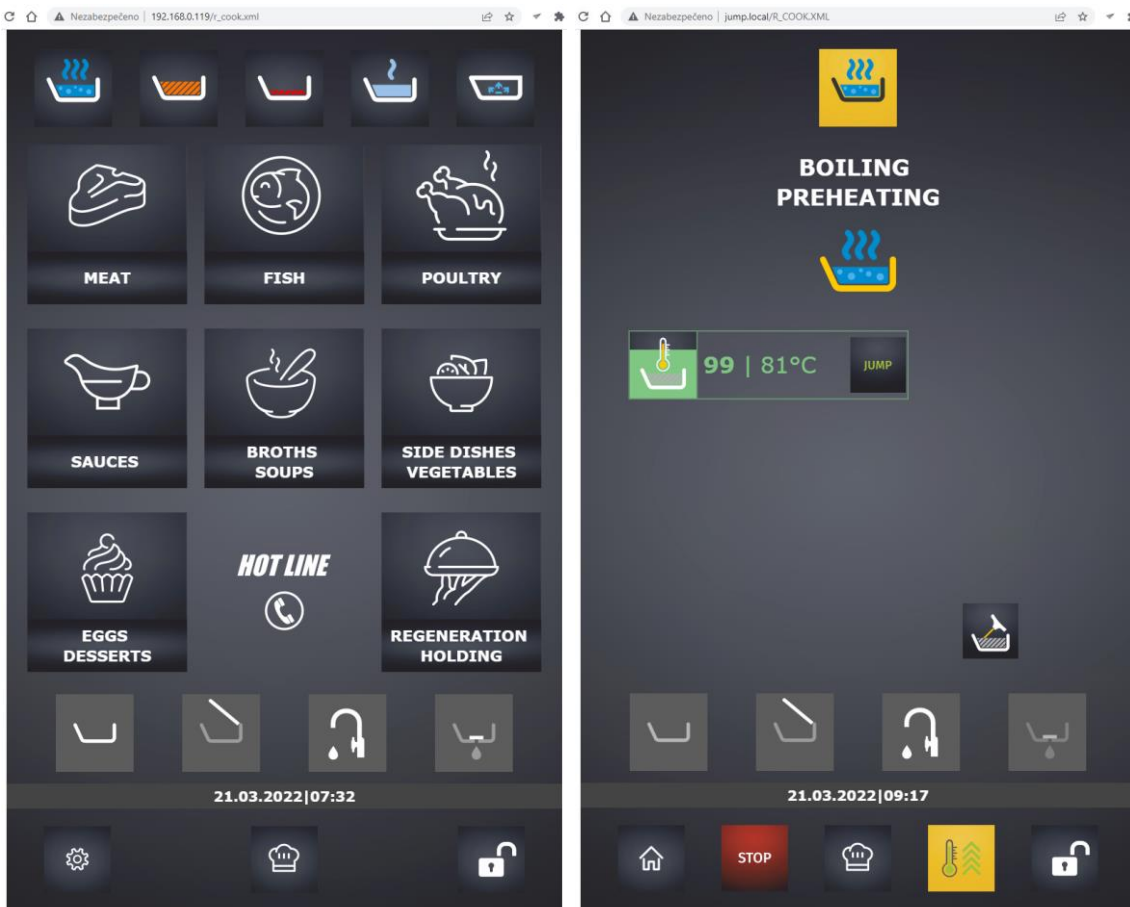 Nezabezpečeno | 192.168.0.119/r_cook.xml
MEAT
FISH
POULTRY
SAUCES
BROTHS
SOUPS
SIDE DISHES
VEGETABLES
EGGS
DESSERTS
HOT LINE
REGENERATION
HOLDING
21.03.2022|07:32
Nezabezpečeno | jump.local/R_COOK.XML
BOILING
PREHEATING
99 | 81°C
JUMP
21.03.2022|09:17
STOP